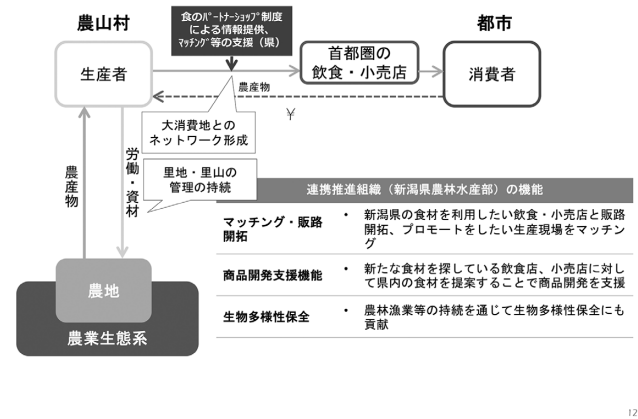 農山村
食のﾊﾟｰﾄﾅｰｼｯﾌﾟ制度
による情報提供、
ﾏｯﾁﾝｸﾞ等の支援（県）
都市
生産者
首都圏の
飲食・小売店
消費者
農産物
¥
大消費地との
ネットワーク形成
里地・里山の
管理の持続
農産物
労働・資材
農地
農業生態系
連携推進組織（新潟県農林水産部）の機能
マッチング・販路
開拓
• 新潟県の食材を利用したい飲食・小売店と販路
開拓、プロモートをしたい生産現場をマッチン
グ
商品開発支援機能
• 新たな食材を探している飲食店、小売店に対し
て県内の食材を提案することで商品開発を支援
生物多様性保全
• 農林漁業等の持続を通じて生物多様性保全にも
貢献
12